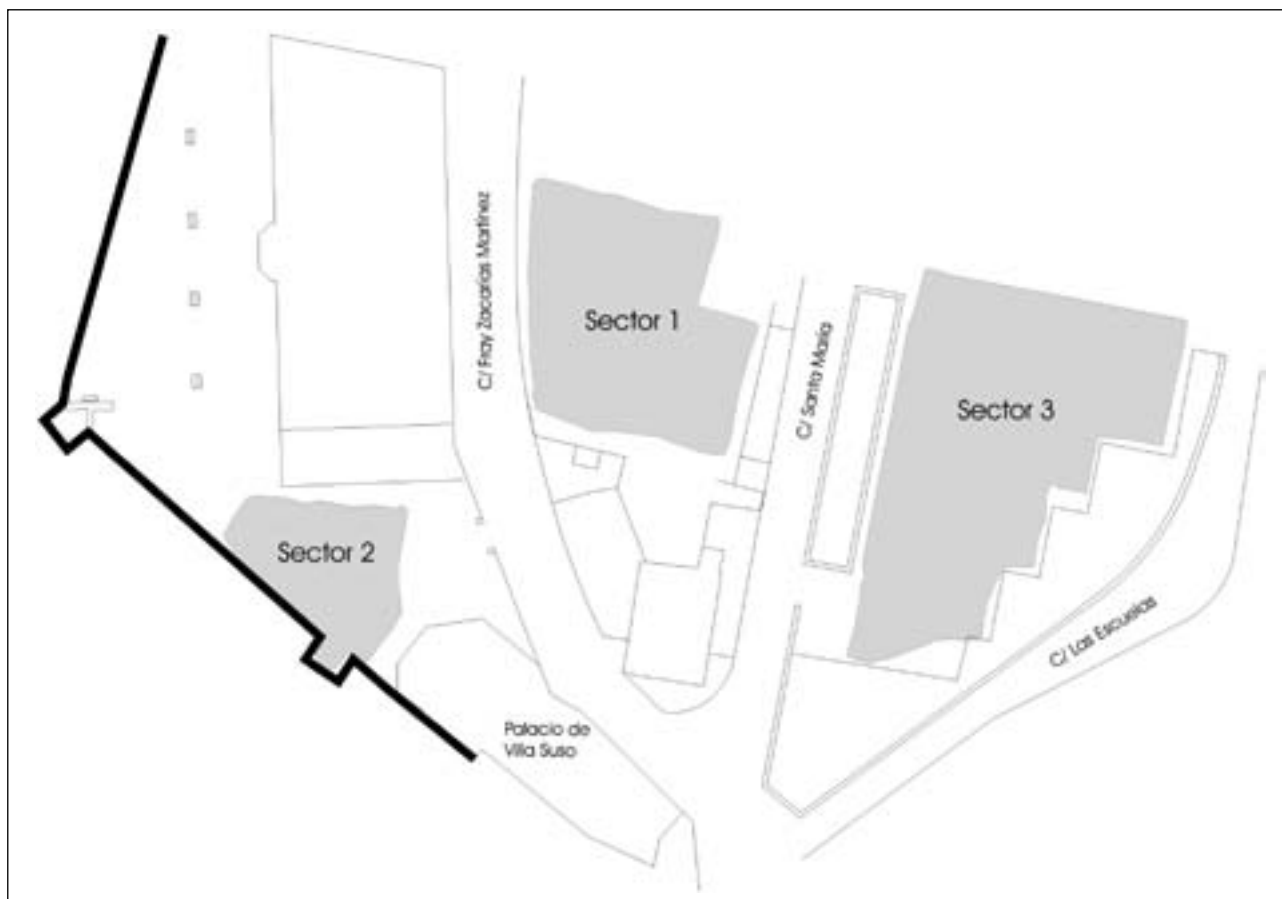 C/ Fray Zacarías Martínez
Sector 1
C/ Santa María
Sector 3
Sector 2
C/ Las Escuelas
Palacio de
Villa Suso